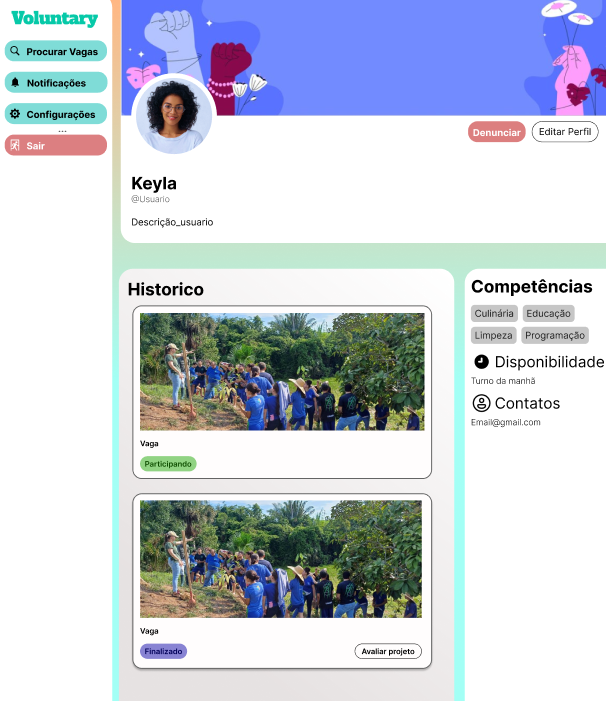 Voluntary
Procurar Vagas
Notificações
Configurações
...
Sair
Denunciar
Editar Perfil
Keyla
@Usuario
Descrição_usuario
Historico
Vaga
Participando
Vaga
Finalizado
Avaliar projeto
Competências
Culinária
Educação
Limpeza
Programação
Disponibilidade
Turno da manhã
Contatos
Email@gmail.com